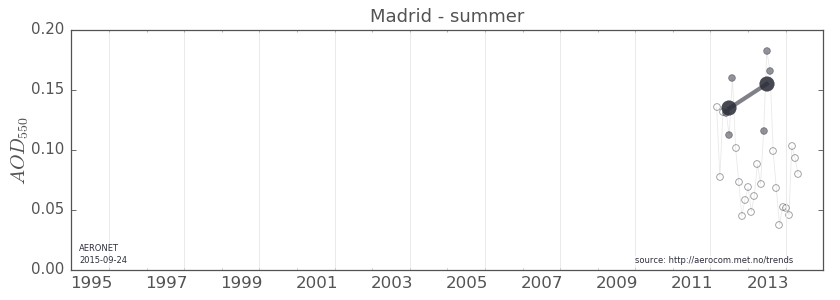 Madrid - summer
0.20
0.15
0.10
0.05
0.00
AOD550
AERONET
2015-09-24
source: http://aerocom.met.no/trends
1995 1997 1999 2001 2003 2005 2007 2009 2011 2013